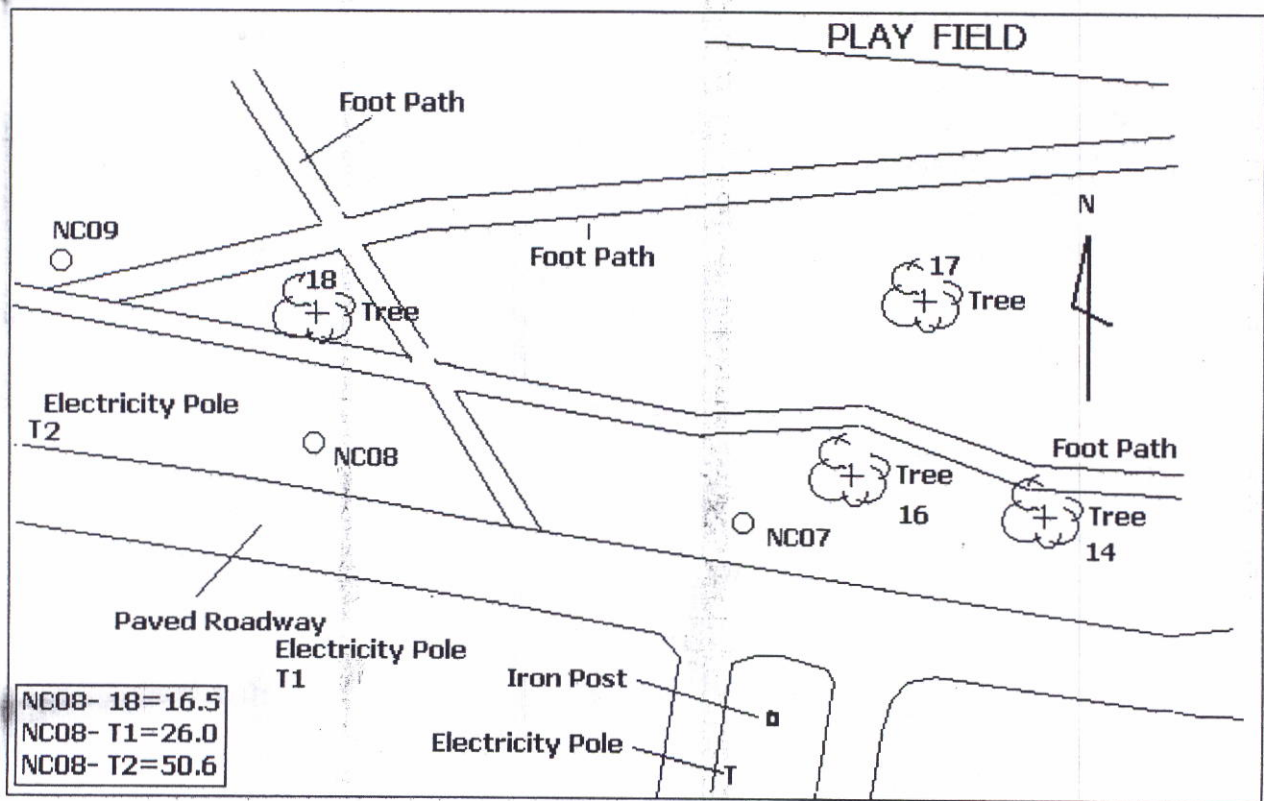 PLAY FIELD
Foot Path
N
NC09
Foot Path
18
Tree
17
Tree
Electricity Pole
T2
NC08
Foot Path
Tree
16
Tree
14
NC07
Paved Roadway
Electricity Pole
T1
Iron Post
Electricity Pole
T
NC08- 18=16.5
NC08- T1=26.0
NC08- T2=50.6